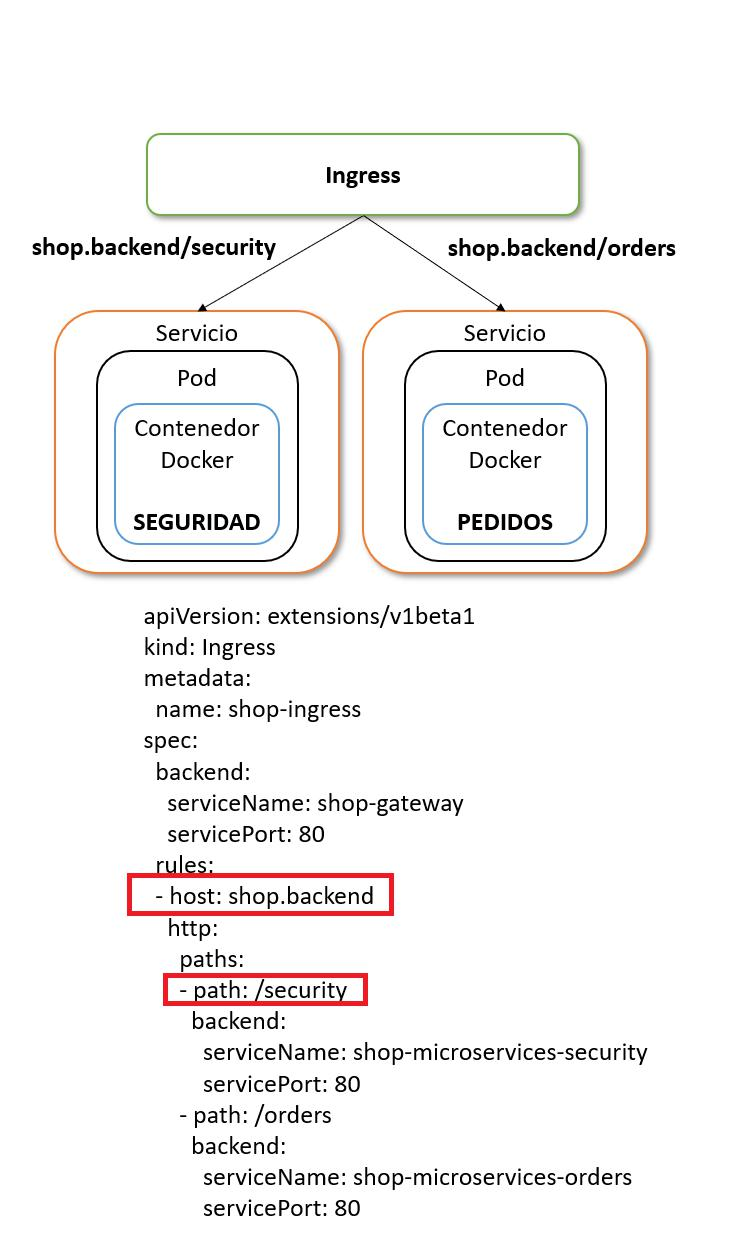 Ingress
shop.backend/security
shop.backend/orders
Servicio
Pod
Contenedor
Docker
SEGURIDAD
Servicio
Pod
Contenedor
Docker
PEDIDOS
apiVersion: extensions/v1beta1
kind: Ingress
metadata:
  name: shop-ingress
spec:
  backend:
    serviceName: shop-gateway
    servicePort: 80
  rules:
  - host: shop.backend
    http:
      paths:
      - path: /security
        backend:
          serviceName: shop-microservices-security
          servicePort: 80
      - path: /orders
        backend:
          serviceName: shop-microservices-orders
          servicePort: 80